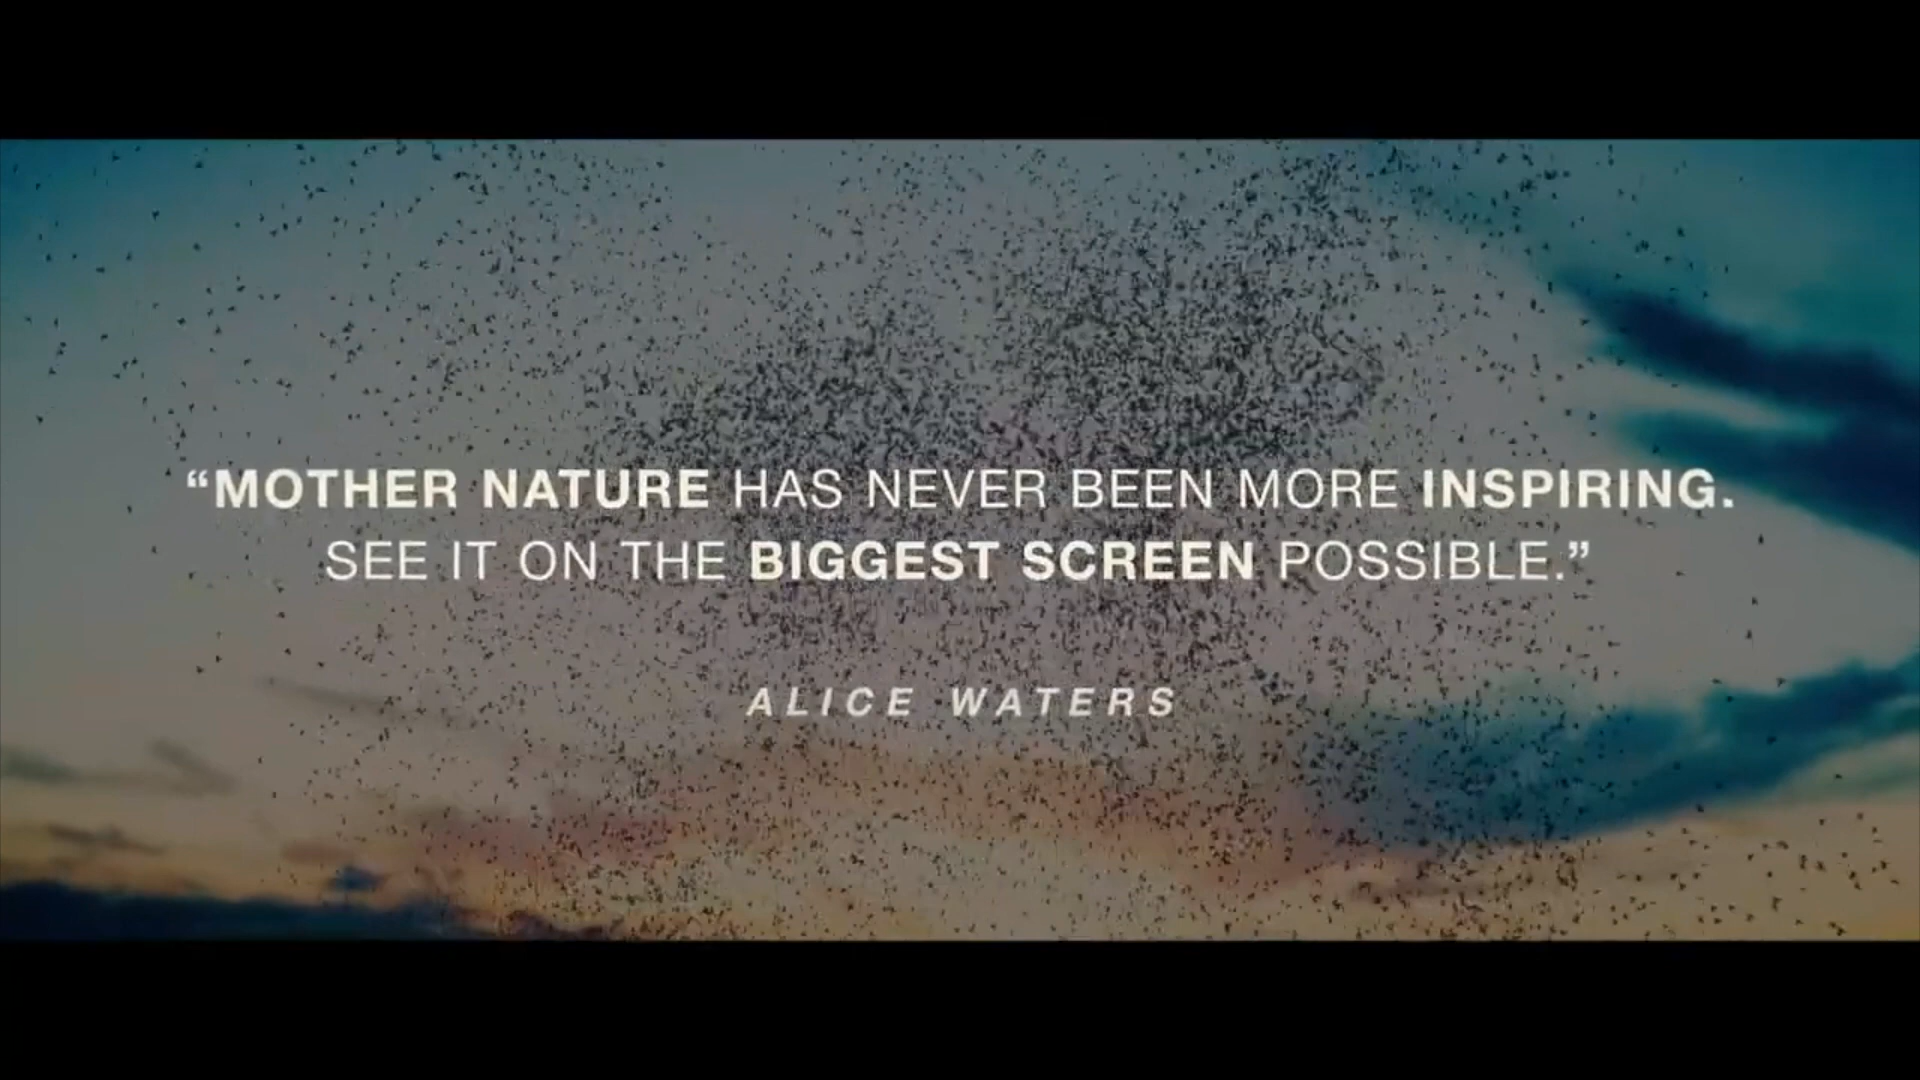 “MOTHER NATURE HAS NEVER BEEN MORE INSPIRING.
SEE IT ON THE BIGGEST SCREEN POSSIBLE.”
ALICE WATERS